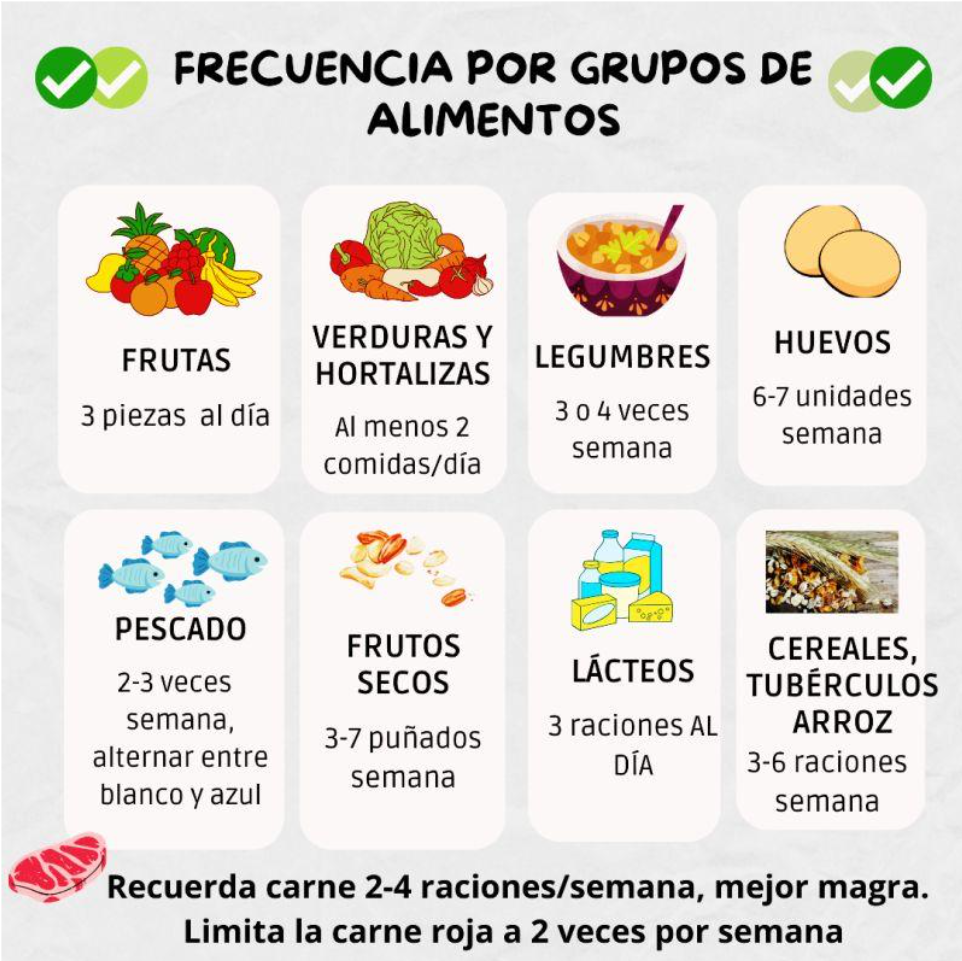 FRECUENCIA POR GRUPOS DE
ALIMENTOS
FRUTAS
3 piezas al día
VERDURAS Y
HORTALIZAS
Al menos 2
comidas/día
LEGUMBRES
3 o 4 veces
semana
HUEVOS
6-7 unidades
semana
PESCADO
2-3 veces
semana,
alternar entre
blanco y azul
FRUTOS
SECOS
3-7 puñados
semana
LÁCTEOS
3 raciones AL
DÍA
CEREALES,
TUBÉRCULOS
ARROZ
3-6 raciones
semana
Recuerda carne 2-4 raciones/semana, mejor magra.
Limita la carne roja a 2 veces por semana